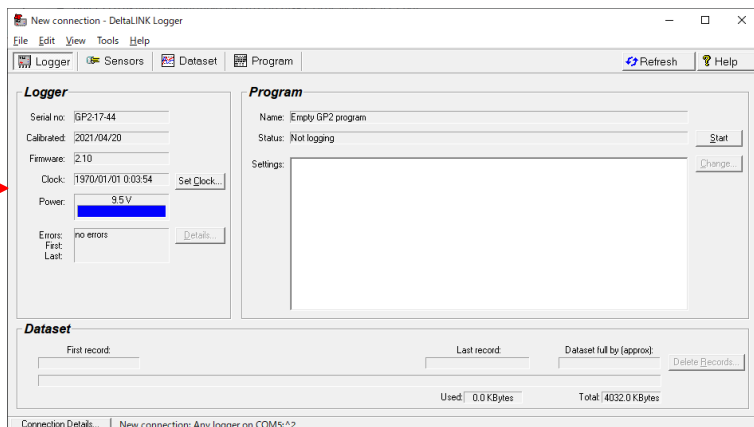 New connection - DeltaLINK Logger
File Edit View Tools Help
Logger Sensors Dataset Program Refresh Help
Logger
Serial no: GP2-17-44
Calibrated: 2021/04/20
Firmware: 2.10
Clock: 1970/01/01 0:03:54 Set Clock...
Power: 9.5 V
Errors: no errors Details...
First:
Last:
Program
Name: Empty GP2 program
Status: Not logging Start
Settings: Change...
Dataset
First record: Last record: Dataset full by (approx):
Delete Records...
Used: 0.0 KBytes Total: 4032.0 KBytes
Connection Details... New connection: Any logger on COM5:^2